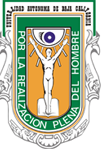 UNIVERSIDAD AUTONOMA DE BAJA CALIFORNIA
POR LA REALIZACION PLENA DEL HOMBRE